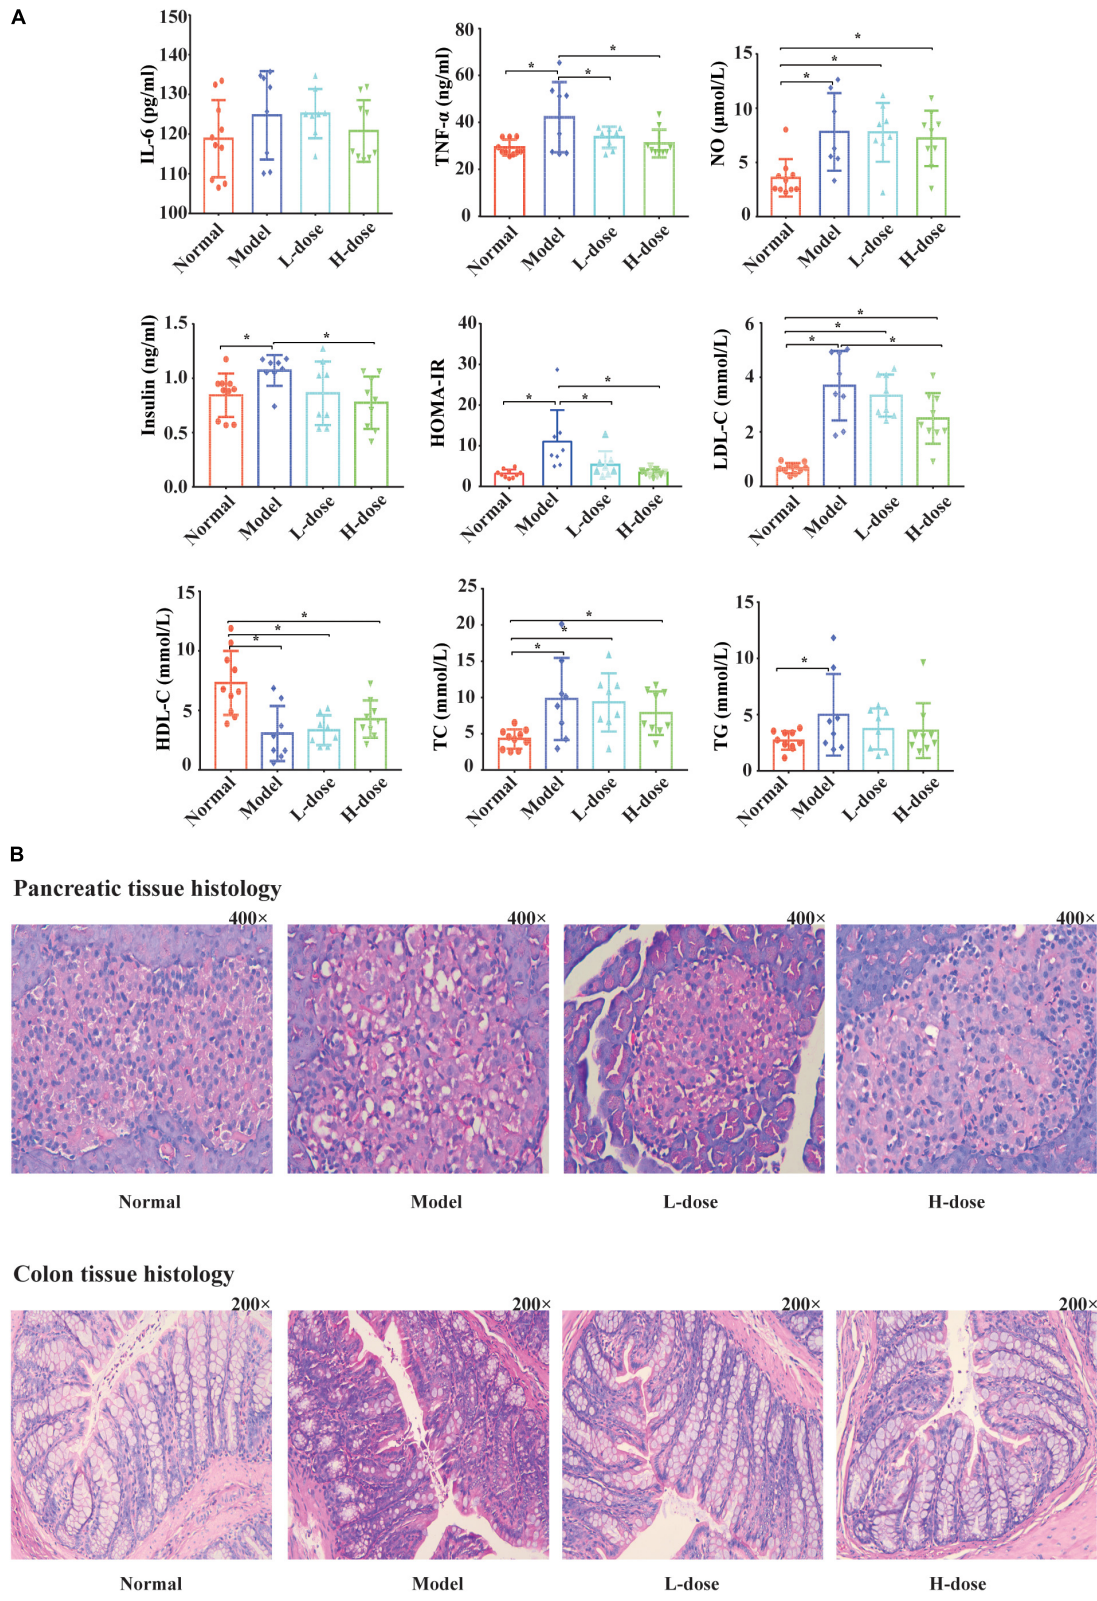 A
IL-6 (pg/ml)
150
140
130
120
110
100
Normal
Model
L-dose
H-dose
TNF-α (ng/ml)
80
60
40
20
0
*
*
*
Normal
Model
L-dose
H-dose
NO (μmol/L)
15
10
5
0
*
*
*
Normal
Model
L-dose
H-dose
Insulin (ng/ml)
1.5
1.0
0.5
0.0
*
*
Normal
Model
L-dose
H-dose
HOMA-IR
40
30
20
10
0
*
*
*
Normal
Model
L-dose
H-dose
LDL-C (mmol/L)
6
4
2
0
*
*
*
*
Normal
Model
L-dose
H-dose
HDL-C (mmol/L)
15
10
5
0
*
*
*
Normal
Model
L-dose
H-dose
TC (mmol/L)
25
20
15
10
5
0
*
*
*
Normal
Model
L-dose
H-dose
TG (mmol/L)
15
10
5
0
*
Normal
Model
L-dose
H-dose
B
Pancreatic tissue histology
400× 400× 400× 400×
Normal Model L-dose H-dose
Colon tissue histology
200× 200× 200× 200×
Normal Model L-dose H-dose